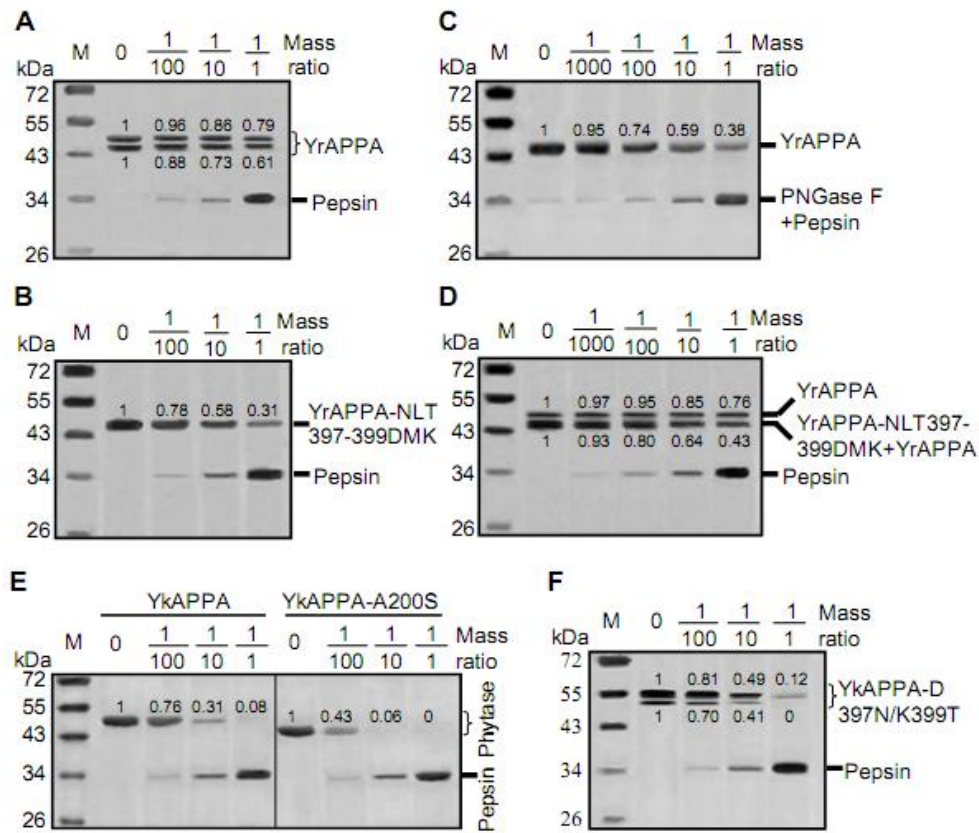 A
M 0 1/100 1/10 1/1 Mass ratio
kDa
72
55
43
34
26
1 0.96 0.86 0.79
1 0.88 0.73 0.61
YrAPPA
Pepsin
C
M 0 1/1000 1/100 1/10 1/1 Mass ratio
kDa
72
55
43
34
26
1 0.95 0.74 0.59 0.38
YrAPPA
PNGase F
+Pepsin
B
M 0 1/100 1/10 1/1 Mass ratio
kDa
72
55
43
34
26
1 0.78 0.58 0.31
YrAPPA-NLT
397-399DMK
Pepsin
D
M 0 1/1000 1/100 1/10 1/1 Mass ratio
kDa
72
55
43
34
26
1 0.97 0.95 0.85 0.76
1 0.93 0.80 0.64 0.43
YrAPPA
YrAPPA-NLT397-
399DMK+YrAPPA
Pepsin
E
YkAPPA YkAPPA-A200S
M 0 1/100 1/10 1/1 0 1/100 1/10 1/1 Mass ratio
kDa
72
55
43
34
26
1 0.76 0.31 0.08 1 0.43 0.06 0
Phytase
Pepsin
F
M 0 1/100 1/10 1/1 Mass ratio
kDa
72
55
43
34
26
1 0.81 0.49 0.12
1 0.70 0.41 0
YkAPPA-D
397N/K399T
Pepsin